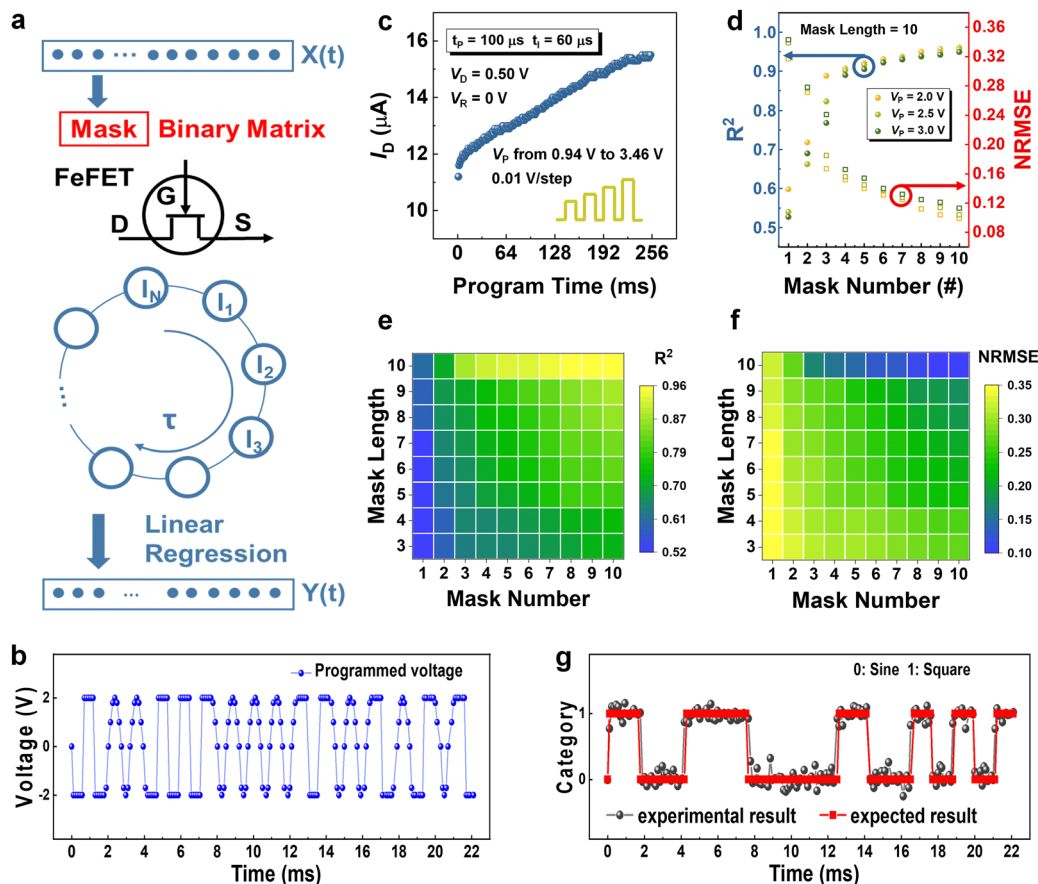 a
X(t)
Mask
Binary Matrix
FeFET
G
D
S
I_N
I_1
I_2
I_3
τ
Linear
Regression
Y(t)
c
t_P = 100 μs t_I = 60 μs
V_D = 0.50 V
V_R = 0 V
V_P from 0.94 V to 3.46 V
0.01 V/step
I_D (μA)
16
14
12
10
0 64 128 192 256
Program Time (ms)
d
Mask Length = 10
V_P = 2.0 V
V_P = 2.5 V
V_P = 3.0 V
R²
1.0
0.9
0.8
0.7
0.6
0.5
NRMSE
0.36
0.32
0.28
0.24
0.20
0.16
0.12
0.08
1 2 3 4 5 6 7 8 9 10
Mask Number (#)
e
R²
Mask Length
10
9
8
7
6
5
4
3
1 2 3 4 5 6 7 8 9 10
Mask Number
0.96
0.87
0.78
0.70
0.61
0.52
f
NRMSE
Mask Length
10
9
8
7
6
5
4
3
1 2 3 4 5 6 7 8 9 10
Mask Number
0.35
0.30
0.25
0.20
0.15
0.10
b
Programmed voltage
Voltage (V)
2
0
-2
0 2 4 6 8 10 12 14 16 18 20 22
Time (ms)
g
0: Sine 1: Square
Category
1
0
experimental result
expected result
0 2 4 6 8 10 12 14 16 18 20 22
Time (ms)